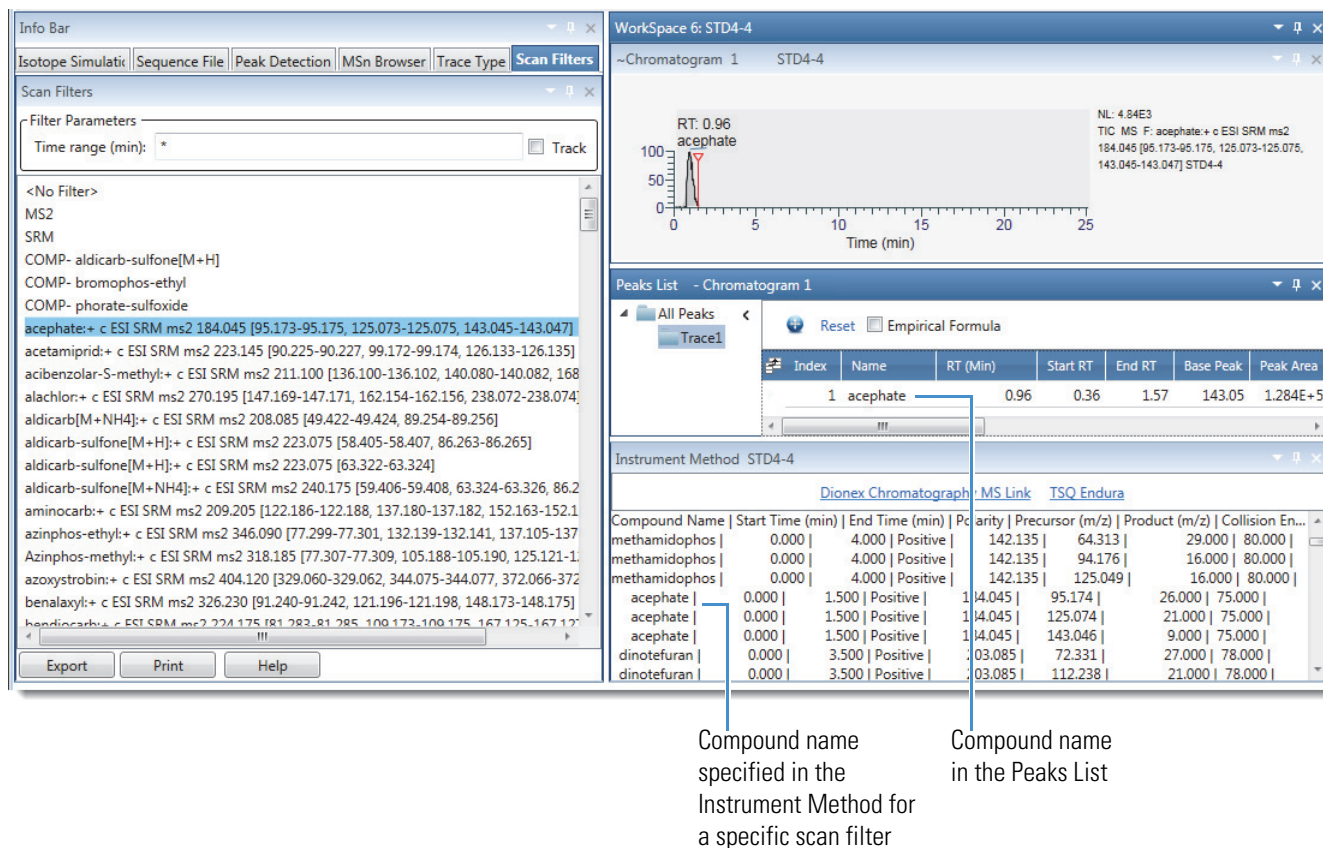 Info Bar
Isotope Simulatic Sequence File Peak Detection MSn Browser Trace Type Scan Filters
Scan Filters
Filter Parameters
Time range (min): * Track
<No Filter>
MS2
SRM
COMP- aldicarb-sulfone[M+H]
COMP- bromophos-ethyl
COMP- phorate-sulfoxide
acephate:+ c ESI SRM ms2 184.045 [95.173-95.175, 125.073-125.075, 143.045-143.047]
acetamiprid:+ c ESI SRM ms2 223.145 [90.225-90.227, 99.172-99.174, 126.133-126.135]
acibenzolar-S-methyl:+ c ESI SRM ms2 211.100 [136.100-136.102, 140.080-140.082, 168
alachlor:+ c ESI SRM ms2 270.195 [147.169-147.171, 162.154-162.156, 238.072-238.074]
aldicarb[M+NH4]:+ c ESI SRM ms2 208.085 [49.422-49.424, 89.254-89.256]
aldicarb-sulfone[M+H]:+ c ESI SRM ms2 223.075 [58.405-58.407, 86.263-86.265]
aldicarb-sulfone[M+H]:+ c ESI SRM ms2 223.075 [63.322-63.324]
aldicarb-sulfone[M+NH4]:+ c ESI SRM ms2 240.175 [59.406-59.408, 63.324-63.326, 86.2
aminocarb:+ c ESI SRM ms2 209.205 [122.186-122.188, 137.180-137.182, 152.163-152.1
azinphos-ethyl:+ c ESI SRM ms2 346.090 [77.299-77.301, 132.139-132.141, 137.105-137
Azinphos-methyl:+ c ESI SRM ms2 318.185 [77.307-77.309, 105.188-105.190, 125.121-1
azoxystrobin:+ c ESI SRM ms2 404.120 [329.060-329.062, 344.075-344.077, 372.066-372
benalaxyl:+ c ESI SRM ms2 326.230 [91.240-91.242, 121.196-121.198, 148.173-148.175]
bendiocarb:+ c ESI SRM ms2 224.175 [81.283-81.285, 109.173-109.175, 167.125-167.127
Export Print Help
WorkSpace 6: STD4-4
~Chromatogram 1 STD4-4
RT: 0.96
acephate
100
50
0
0 5 10 15 20 25
Time (min)
NL: 4.84E3
TIC MS F: acephate:+ c ESI SRM ms2
184.045 [95.173-95.175, 125.073-125.075,
143.045-143.047] STD4-4
Peaks List - Chromatogram 1
All Peaks
Trace1
Reset Empirical Formula
Index Name RT (Min) Start RT End RT Base Peak Peak Area
1 acephate 0.96 0.36 1.57 143.05 1.284E+5
Instrument Method STD4-4
Dionex Chromatography MS Link TSQ Endura
Compound Name | Start Time (min) | End Time (min) | Polarity | Precursor (m/z) | Product (m/z) | Collision En...
methamidophos | 0.000 | 4.000 | Positive | 142.135 | 64.313 | 29.000 | 80.000 |
methamidophos | 0.000 | 4.000 | Positive | 142.135 | 94.176 | 16.000 | 80.000 |
methamidophos | 0.000 | 4.000 | Positive | 142.135 | 125.049 | 16.000 | 80.000 |
acephate | 0.000 | 1.500 | Positive | 184.045 | 95.174 | 26.000 | 75.000 |
acephate | 0.000 | 1.500 | Positive | 184.045 | 125.074 | 21.000 | 75.000 |
acephate | 0.000 | 1.500 | Positive | 184.045 | 143.046 | 9.000 | 75.000 |
dinotefuran | 0.000 | 3.500 | Positive | 203.085 | 72.331 | 27.000 | 78.000 |
dinotefuran | 0.000 | 3.500 | Positive | 203.085 | 112.238 | 21.000 | 78.000 |
Compound name
specified in the
Instrument Method for
a specific scan filter
Compound name
in the Peaks List